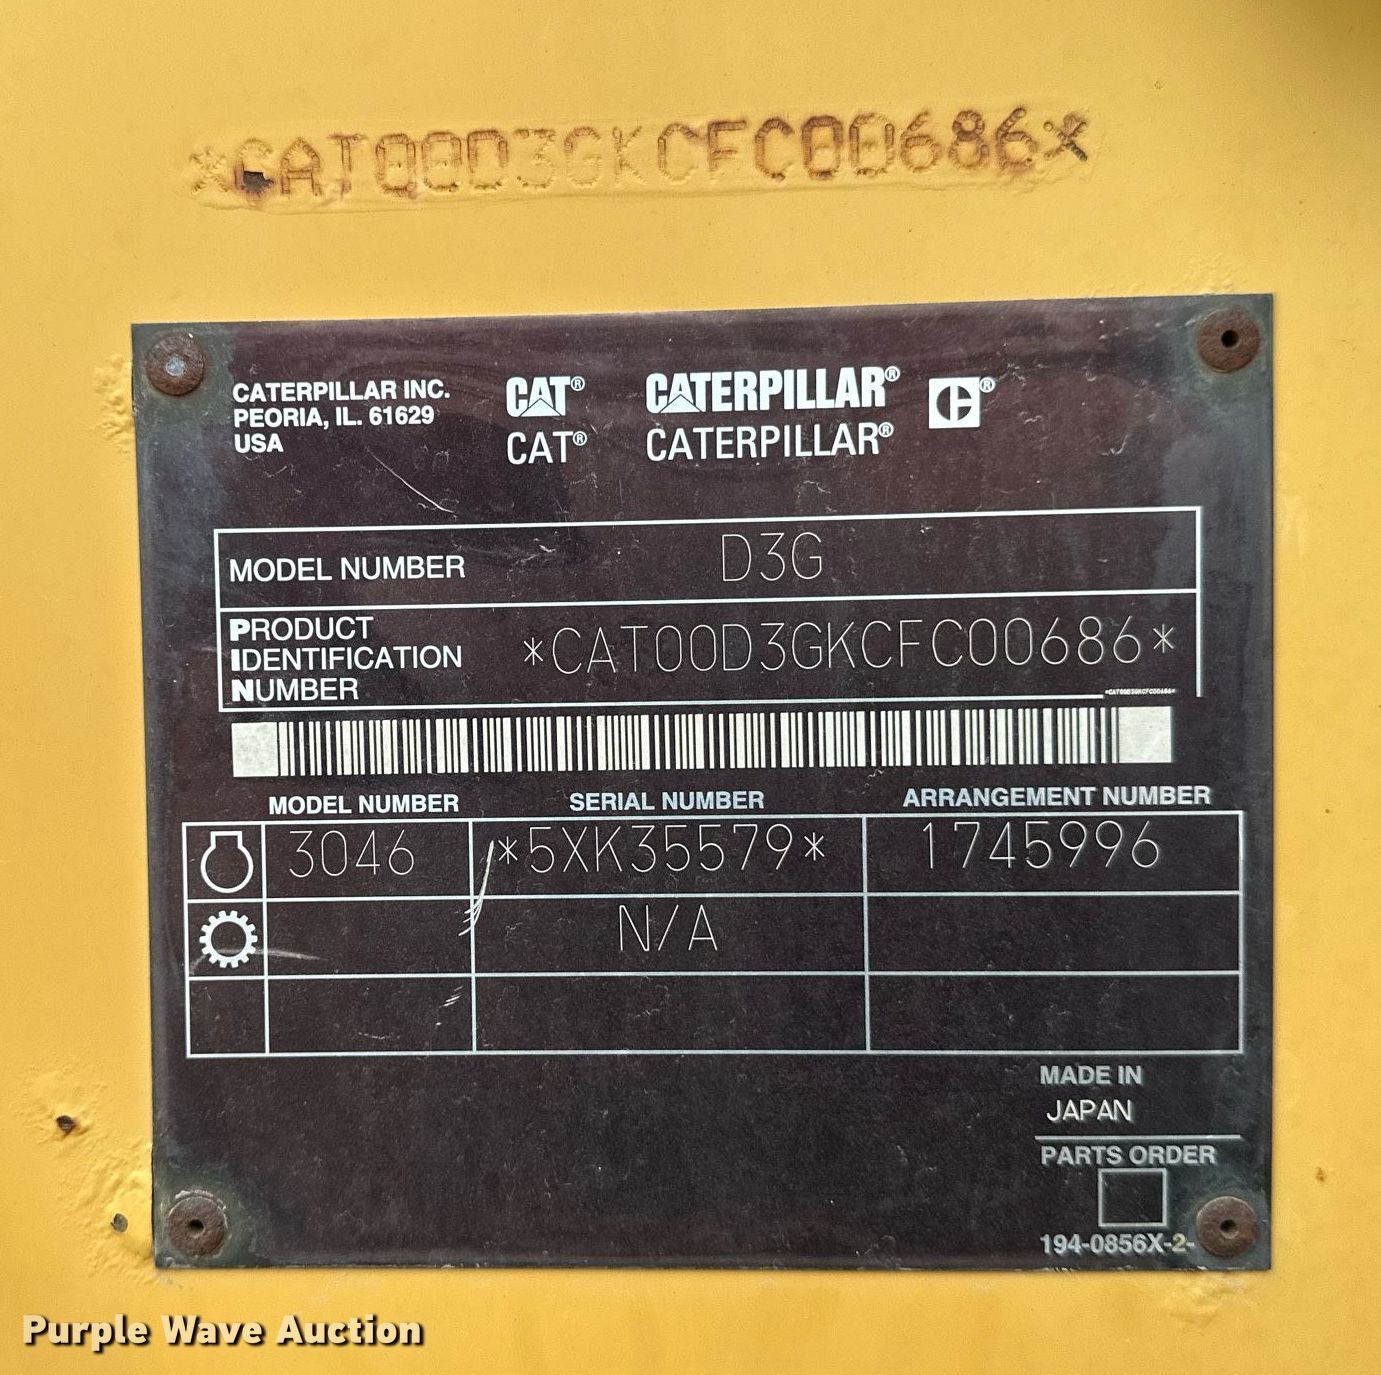 *CAT00D3GKCFC00686*
CATERPILLAR INC.
PEORIA, IL. 61629
USA
CAT® CATERPILLAR® ®
CAT® CATERPILLAR®
MODEL NUMBER D3G
PRODUCT
IDENTIFICATION
NUMBER
*CAT00D3GKCFC00686*
*CAT00D3GKCFC00686*
MODEL NUMBER SERIAL NUMBER ARRANGEMENT NUMBER
3046 *5XK35579* 1745996
N/A
MADE IN
JAPAN
PARTS ORDER
194-0856X-2-
Purple Wave Auction